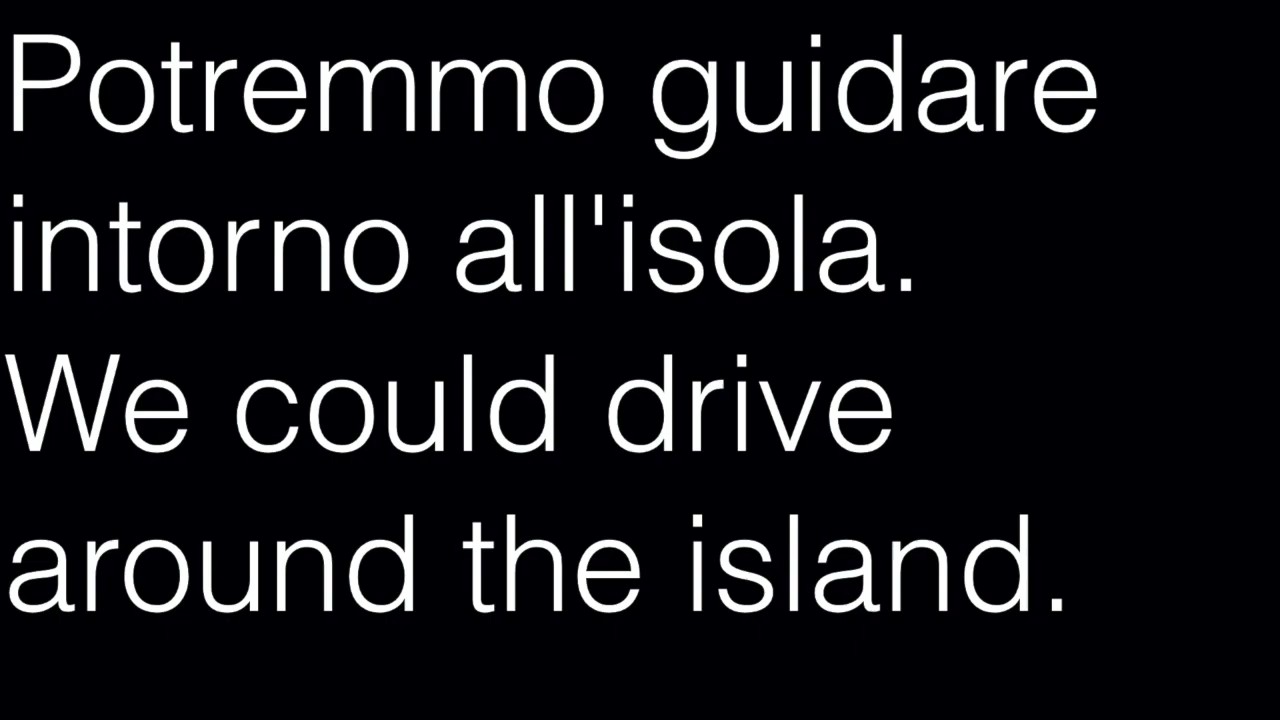 Potremmo guidare
intorno all'isola.
We could drive
around the island.